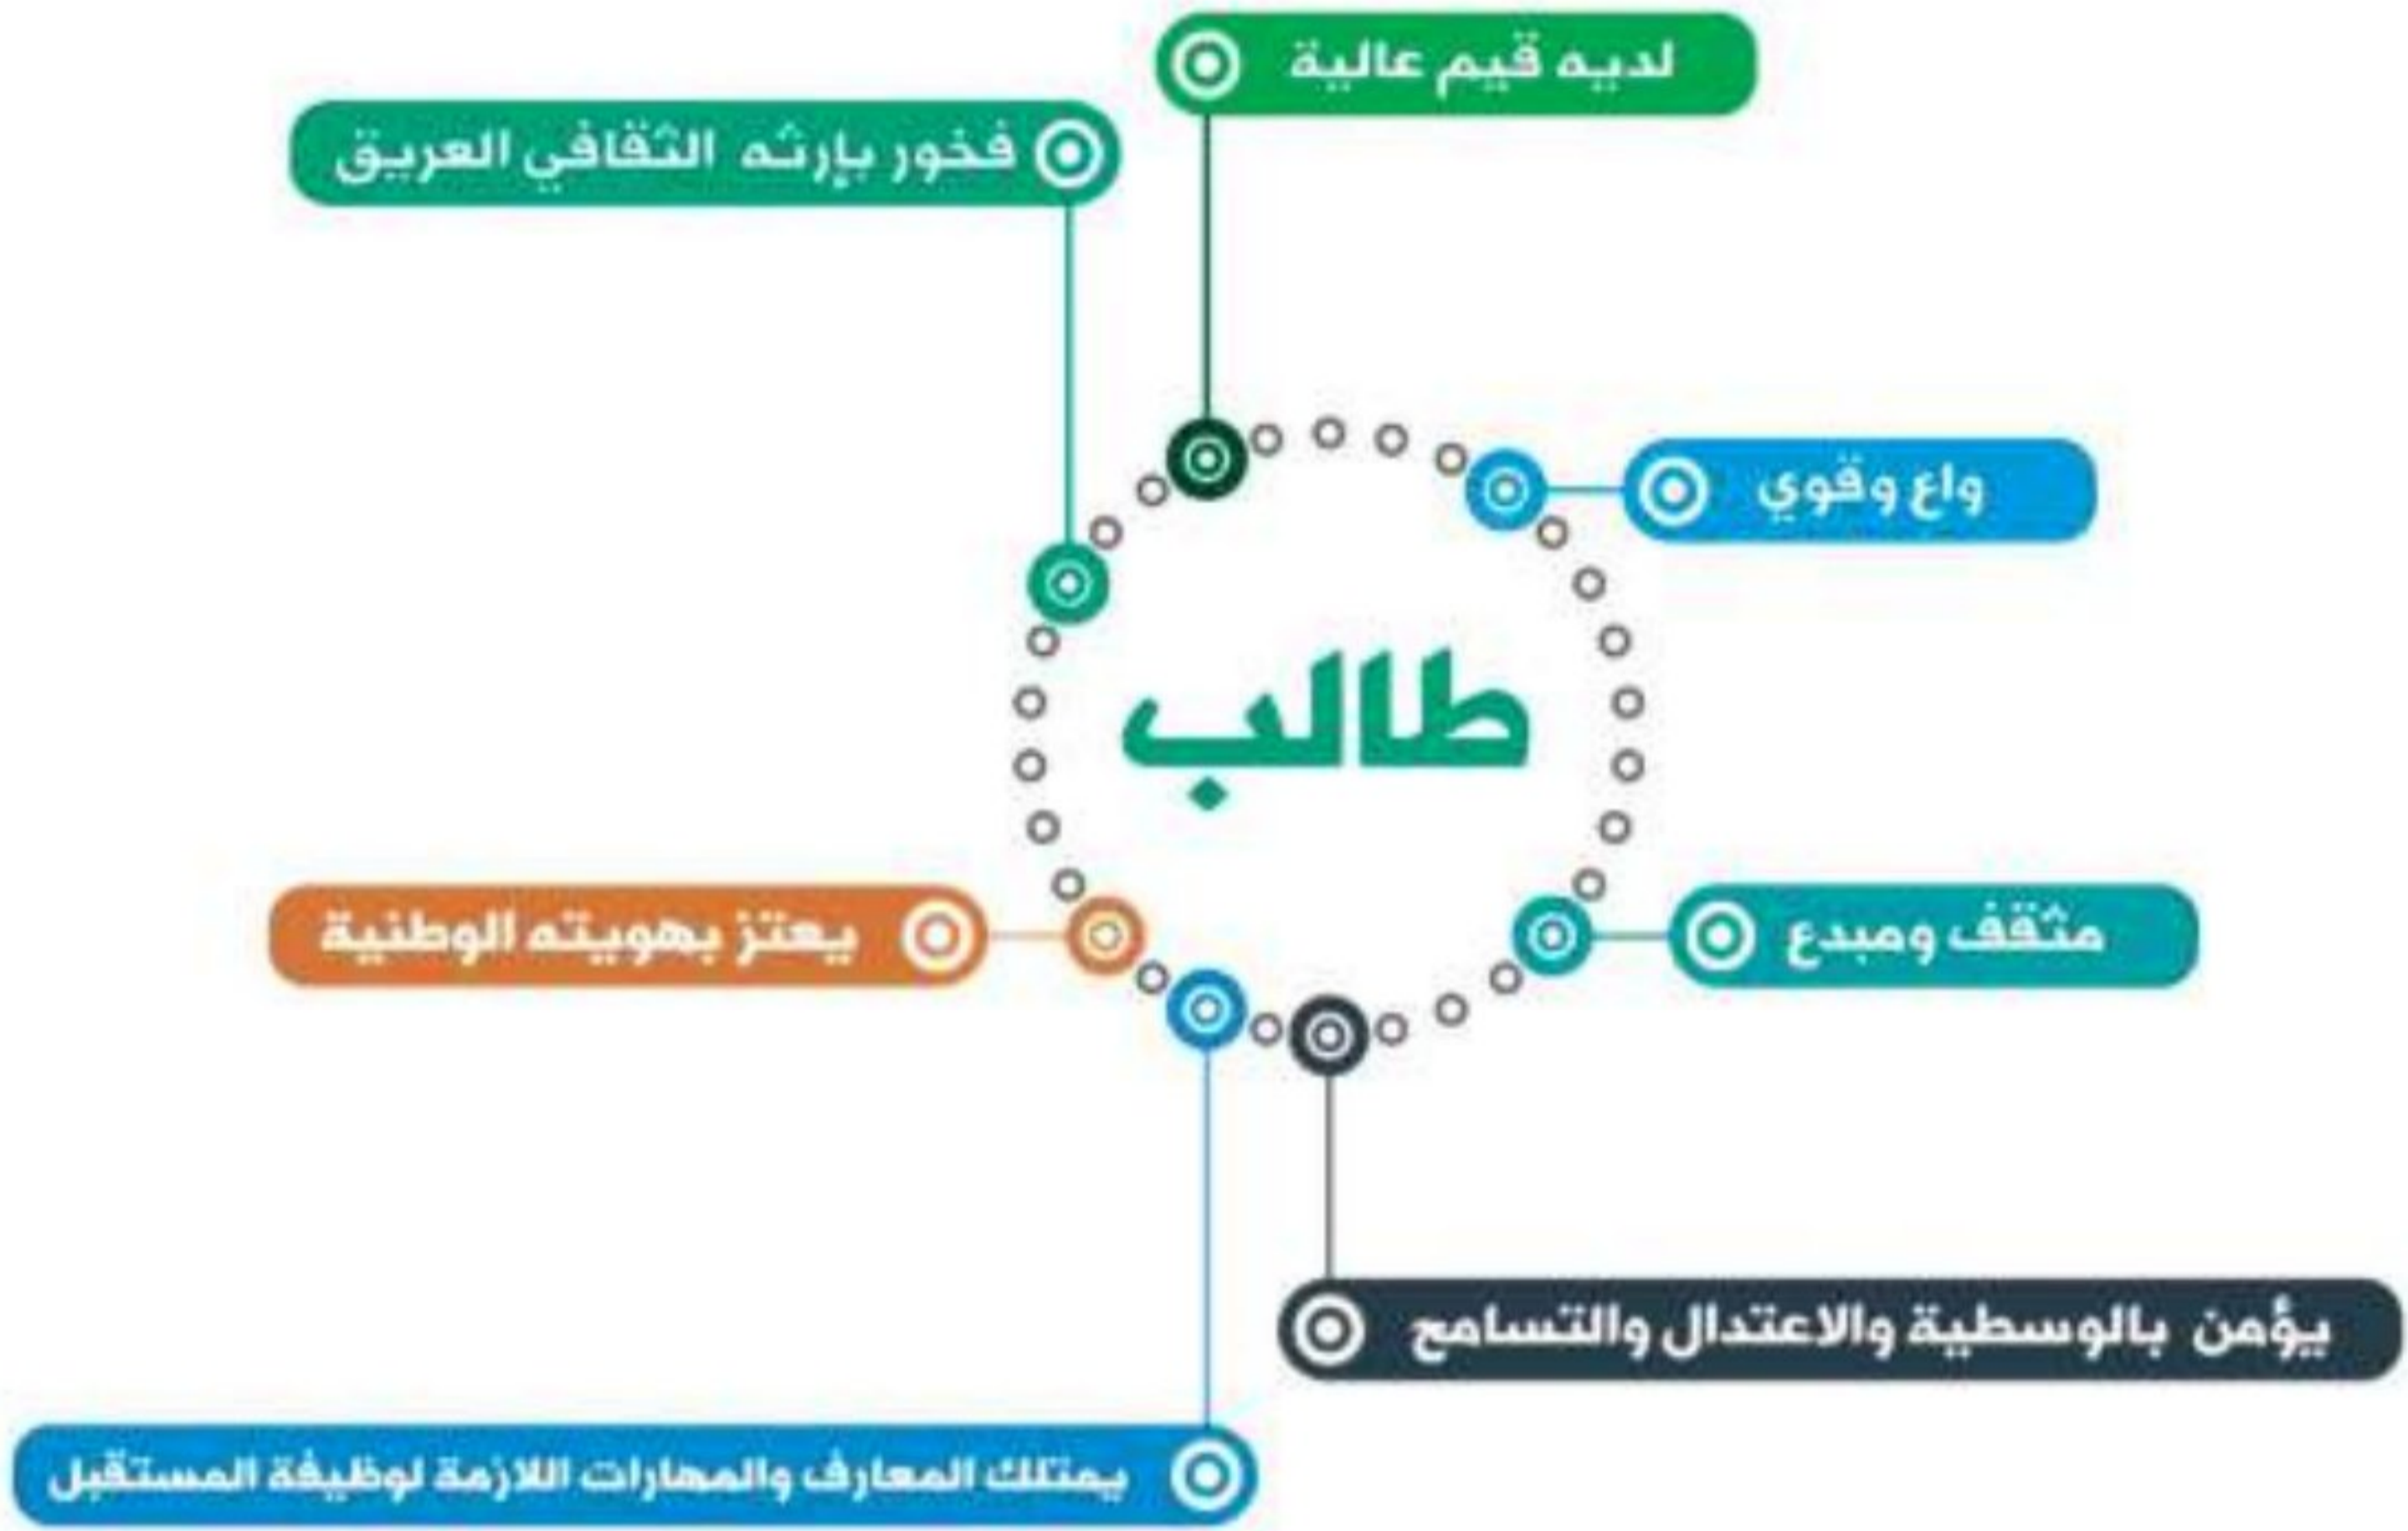 لديه قيم عالية
فخور بإرثه الثقافي العريق
واع وقوي
طالب
يعتز بهويته الوطنية
مثقف ومبدع
يؤمن بالوسطية والاعتدال والتسامح
يمتلك المعارف والمهارات اللازمة لوظيفة المستقبل